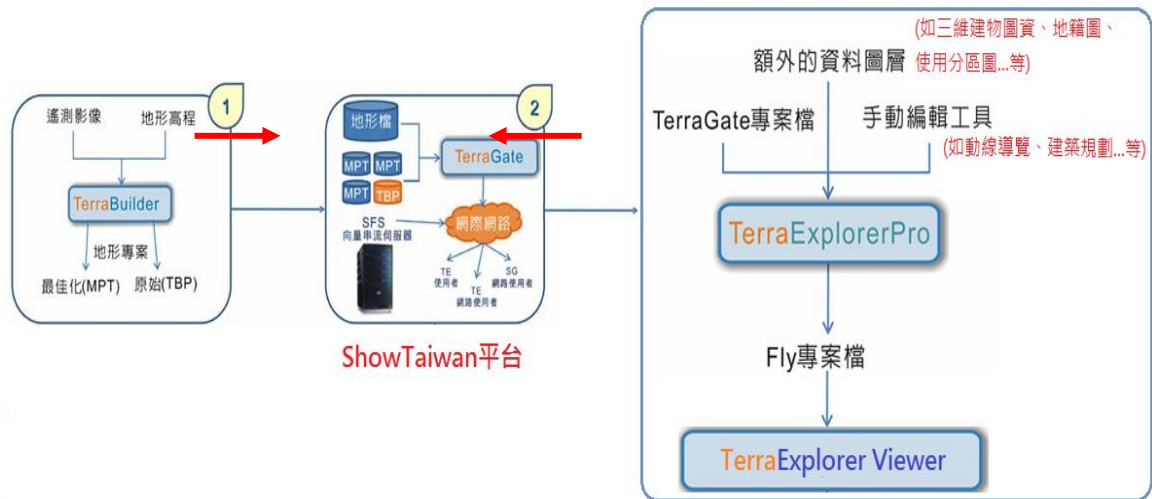 1
遙測影像
地形高程
TerraBuilder
地形專案
最佳化(MPT)
原始(TBP)
2
地形檔
MPT
MPT
MPT
TBP
TerraGate
SFS
向量串流伺服器
網際網路
TE
使用者
TE
網路使用者
SG
網路使用者
ShowTaiwan平台
額外的資料圖層
(如三維建物圖資、地籍圖、
使用分區圖...等)
TerraGate專案檔
手動編輯工具
(如動線導覽、建築規劃...等)
TerraExplorerPro
Fly專案檔
TerraExplorer Viewer